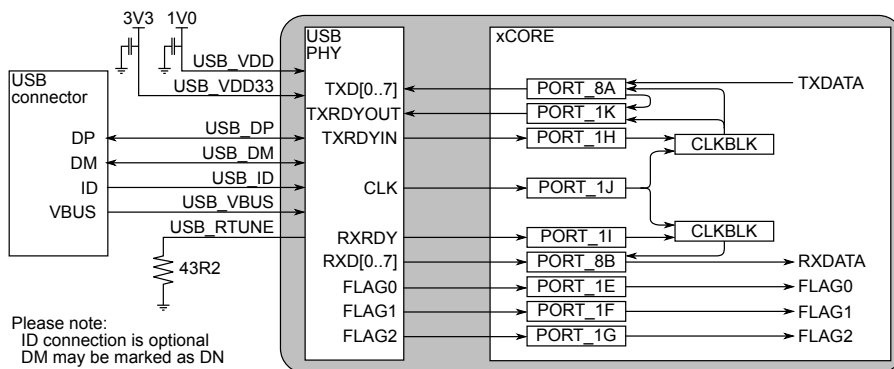 3V3 1V0
USB PHY
xCORE
USB_VDD
USB connector
USB_VDD33
TXD[0..7] PORT_8A TXDATA
TXRDYOUT PORT_1K
DP USB_DP TXRDYIN PORT_1H CLKBLK
DM USB_DM
ID USB_ID CLK PORT_1J
VBUS USB_VBUS
USB_RTUNE RXRDY PORT_1I CLKBLK
43R2 RXD[0..7] PORT_8B RXDATA
FLAG0 PORT_1E FLAG0
FLAG1 PORT_1F FLAG1
FLAG2 PORT_1G FLAG2
Please note:
ID connection is optional
DM may be marked as DN